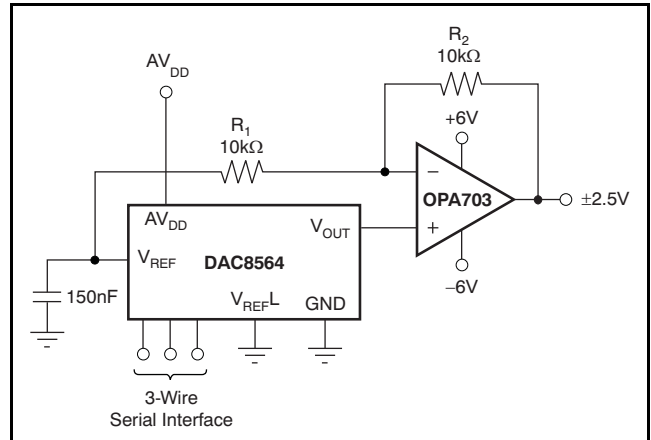 R2
10kΩ
AVDD
+6V
R1
10kΩ
−
OPA703
±2.5V
+
AVDD
VOUT
VREF
DAC8564
−6V
150nF
VREFL
GND
3-Wire
Serial Interface